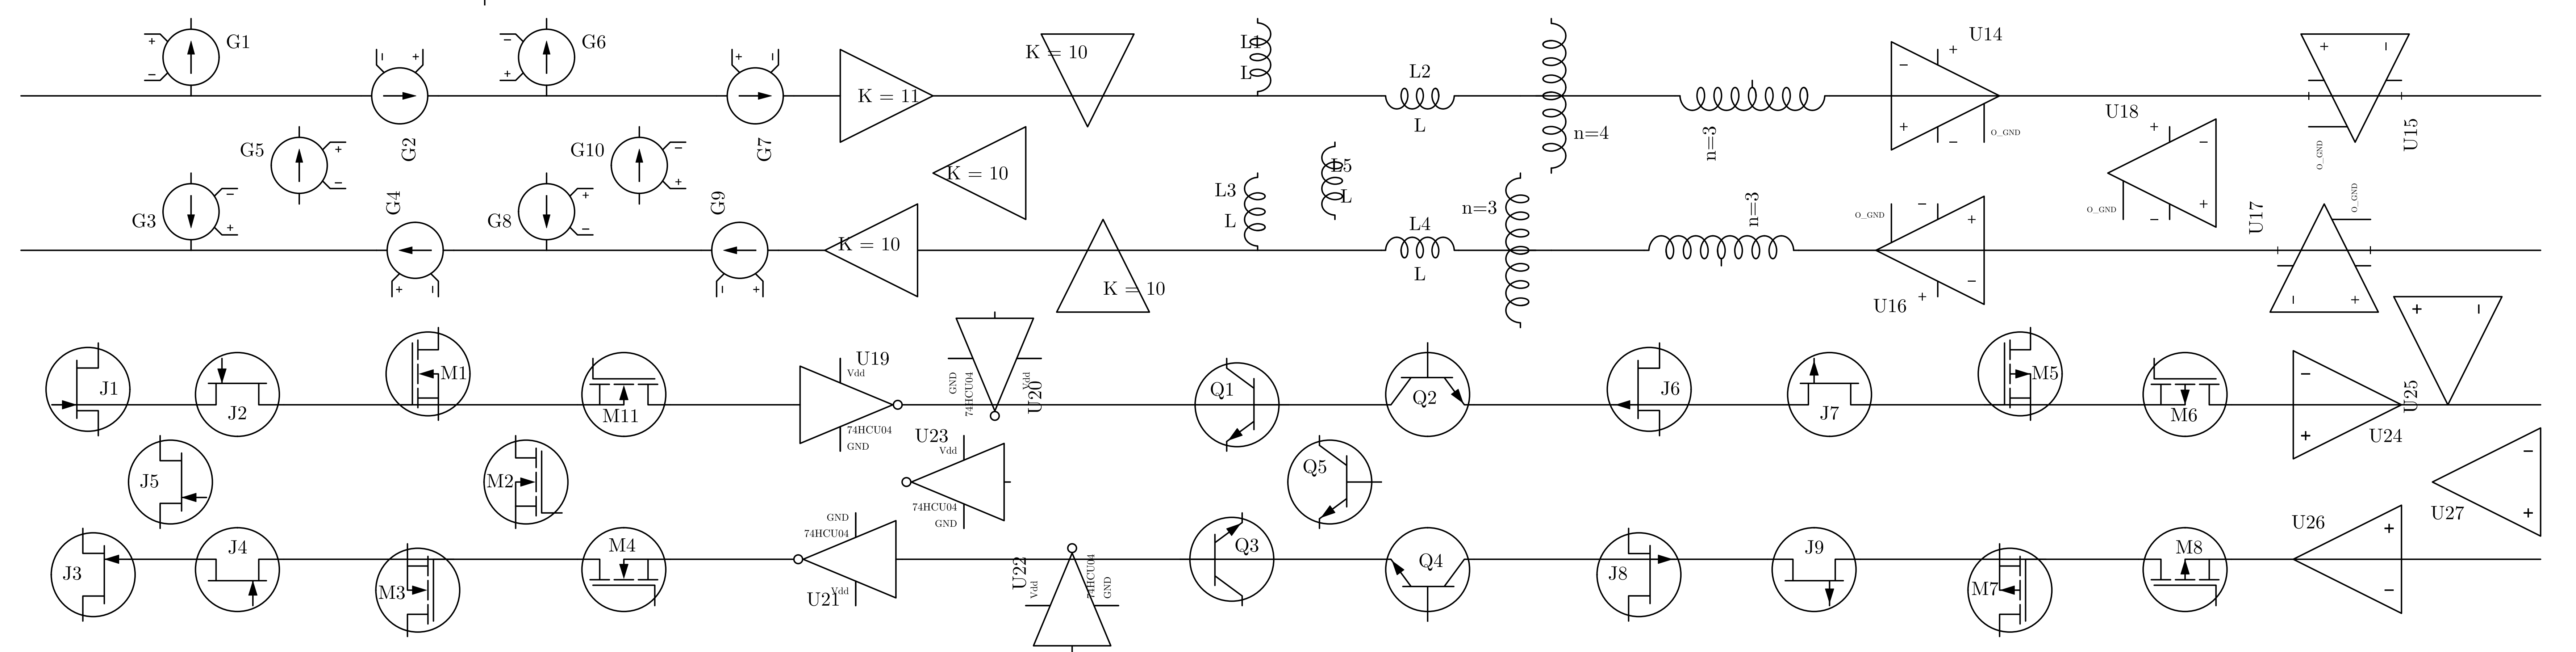 G1
G6
G2
G7
K = 11
K = 10
L1
L
L2
L
n=4
n=3
U14
O_GND
U15
O_GND
U18
O_GND
G5
G10
K = 10
L5
L
G3
G4
G8
G9
K = 10
K = 10
L3
L
L4
L
n=3
n=3
O_GND
U16
U17
O_GND
J1
J2
M1
M11
U19
Vdd
74HCU04
GND
U20
Vdd
74HCU04
GND
Q1
Q2
J6
J7
M5
M6
U24
U25
J5
M2
U23
Vdd
74HCU04
GND
Q5
U27
J3
J4
M3
M4
GND
74HCU04
U21
Vdd
U22
Vdd
74HCU04
GND
Q3
Q4
J8
J9
M7
M8
U26